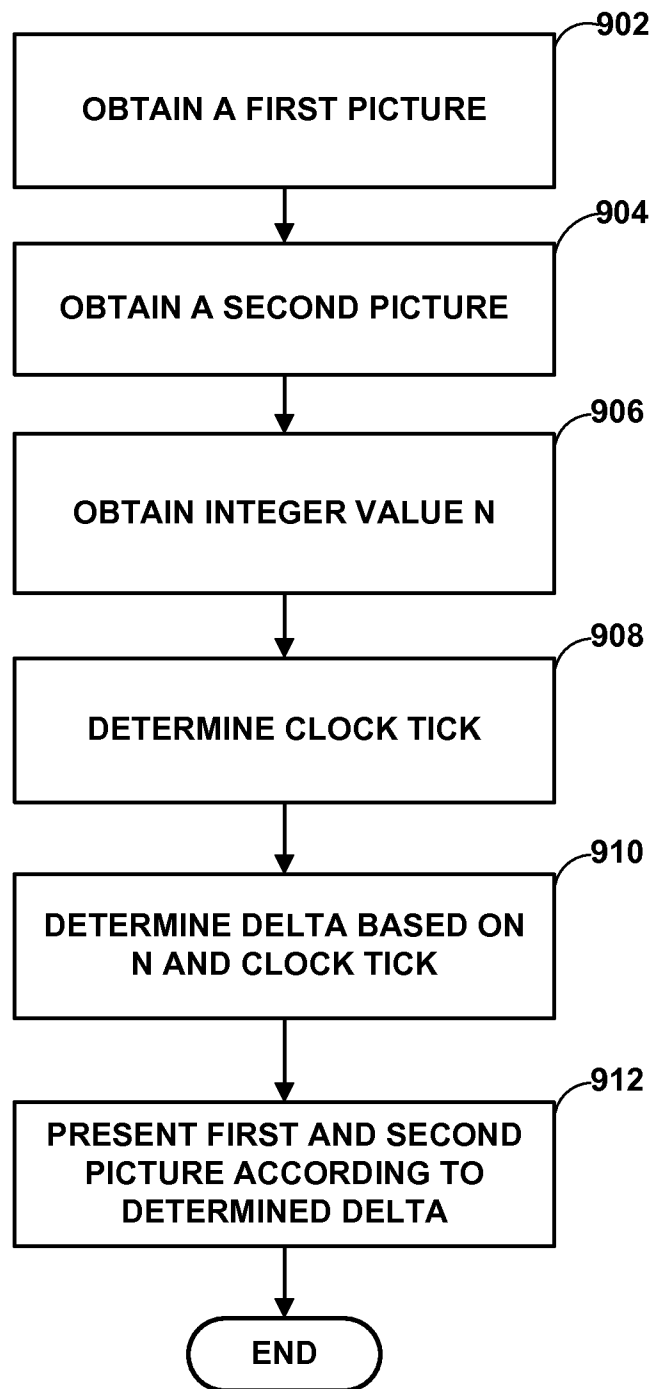 902
OBTAIN A FIRST PICTURE
904
OBTAIN A SECOND PICTURE
906
OBTAIN INTEGER VALUE N
908
DETERMINE CLOCK TICK
910
DETERMINE DELTA BASED ON
N AND CLOCK TICK
912
PRESENT FIRST AND SECOND
PICTURE ACCORDING TO
DETERMINED DELTA
END